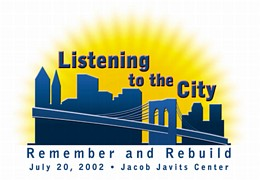 Listening
to the
City
Remember and Rebuild
July 20, 2002 • Jacob Javits Center